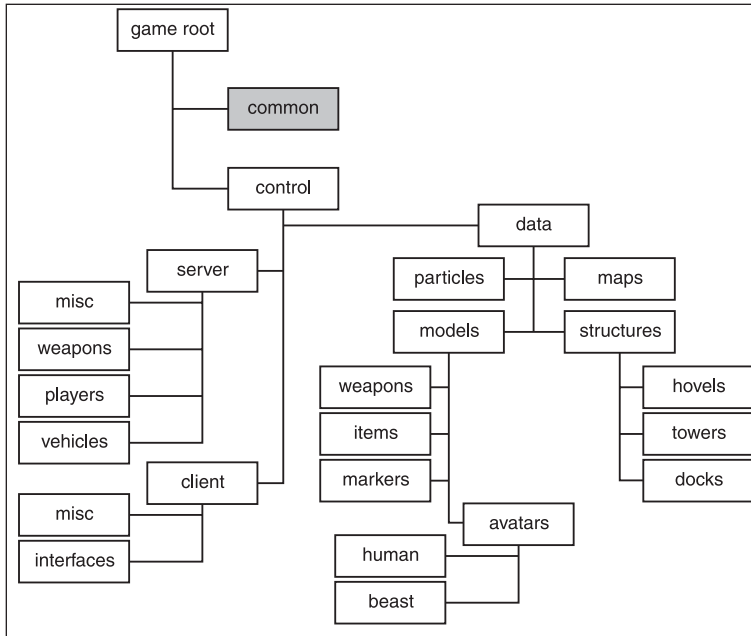 game root
common
control
data
server
particles
maps
misc
models
structures
weapons
weapons
hovels
players
items
towers
vehicles
client
markers
docks
misc
avatars
interfaces
human
beast